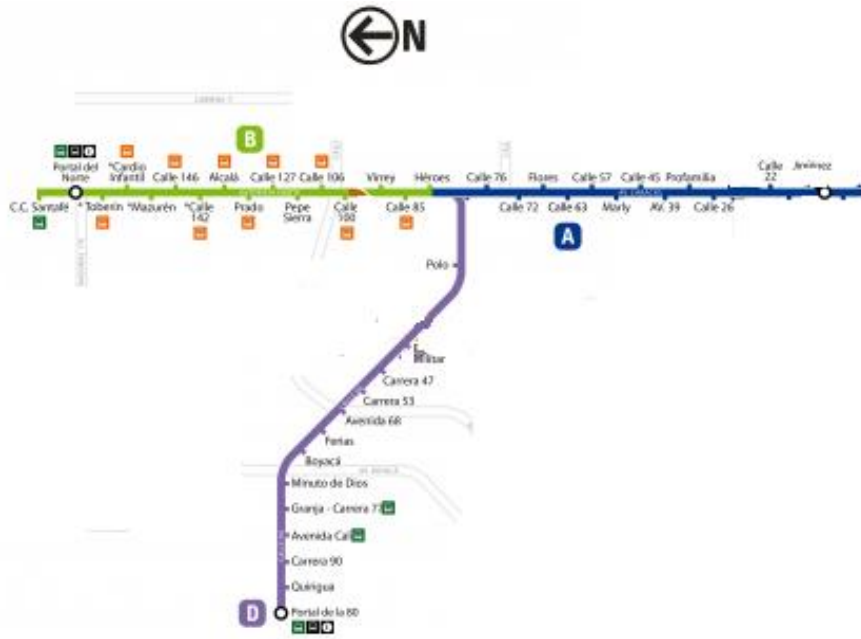 N
B
Portal del
Norte
*Cardio
Infantil
Calle 146
Alcalá
Calle 127
Calle 106
Virrey
Héroes
Calle 76
Flores
Calle 57
Calle 45
Profamilia
Calle
22
Jiménez
C.C. Santafé
Toberín
*Mazurén
*Calle
142
Prado
Pepe
Sierra
Calle
100
Calle 85
Calle 72
Calle 63
Marly
AV. 39
Calle 26
A
Polo
Militar
Carrera 47
Carrera 53
Avenida 68
Ferias
Boyacá
Minuto de Dios
Granja - Carrera 77
Avenida Cali
Carrera 90
Quirigua
D
Portal de la 80